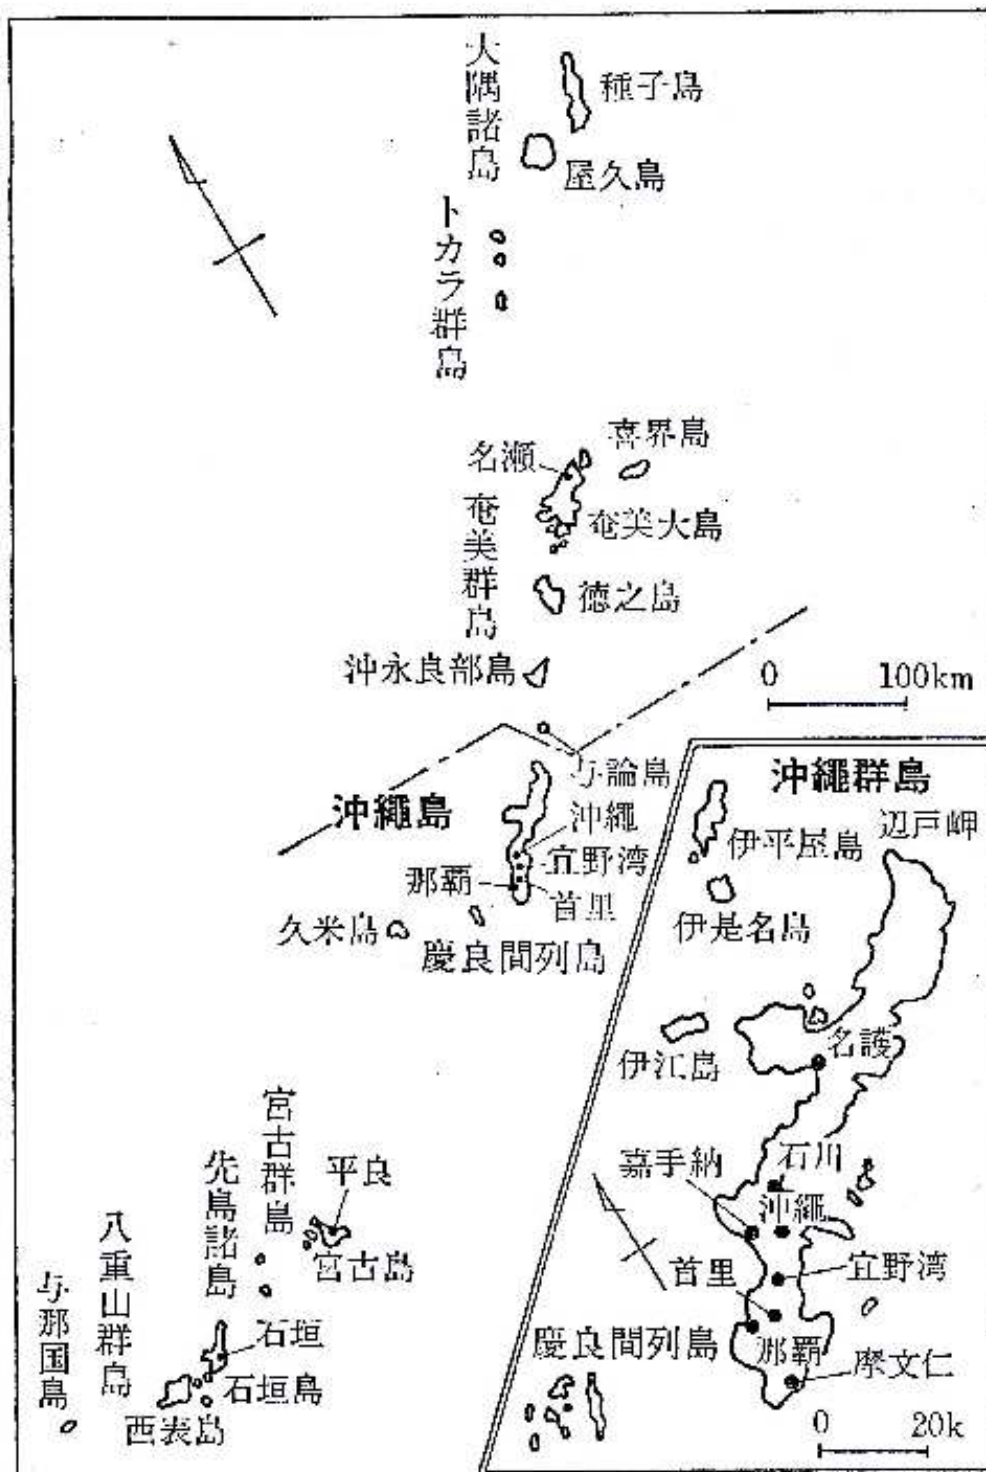 大隅諸島
種子島
屋久島
トカラ群島
喜界島
名瀬
奄美群島
奄美大島
徳之島
沖永良部島
0 100km
与論島
沖繩島
沖繩
宜野湾
那覇
首里
久米島
慶良間列島
宮古群島
平良
先島諸島
宮古島
八重山群島
石垣
与那国島
石垣島
西表島
沖繩群島
辺戸岬
伊平屋島
伊是名島
伊江島
名護
石川
嘉手納
沖繩
首里
宜野湾
慶良間列島
那覇
摩文仁
0 20k